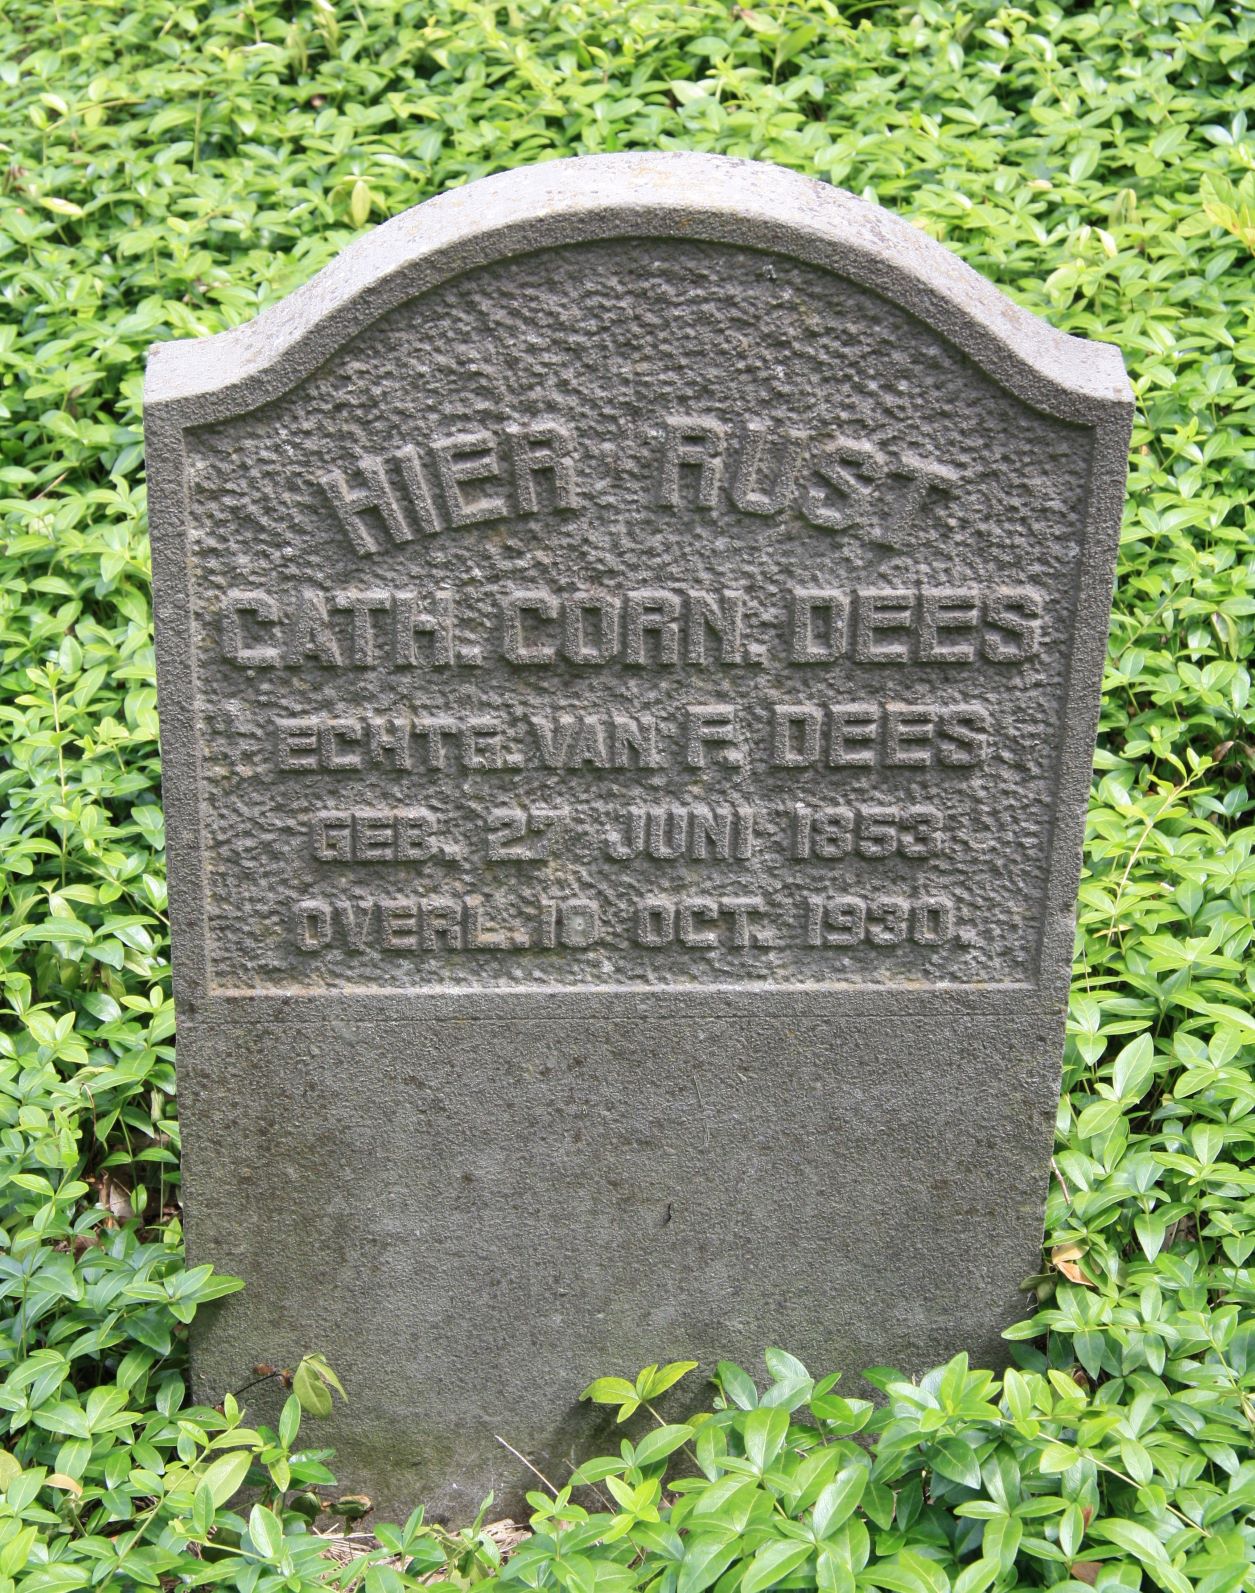 HIER RUST
CATH. CORN. DEES
ECHTG. VAN F. DEES
GEB. 27 JUNI 1853
OVERL. 10 OCT. 1930.